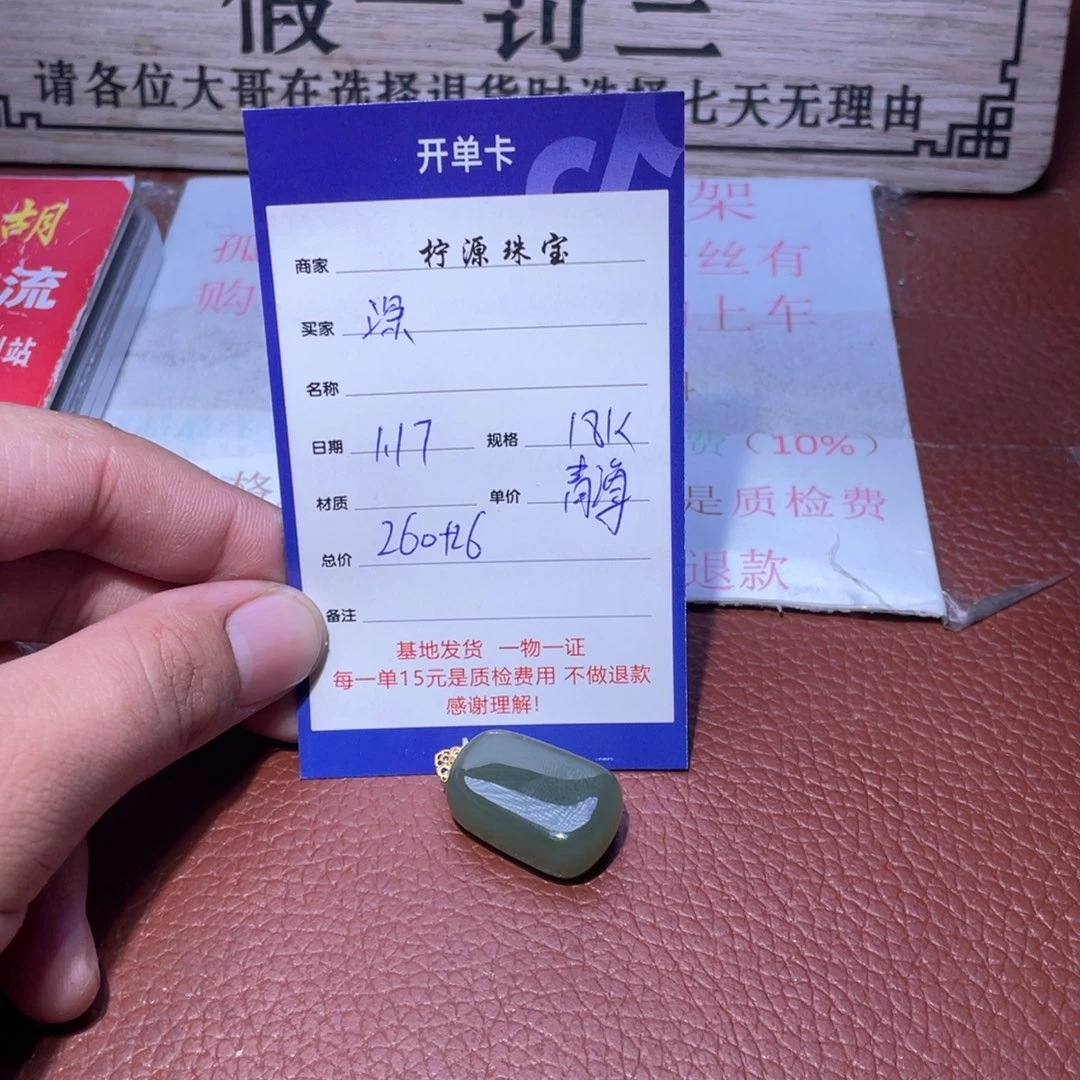 假一罚三
请各位大哥在选择退货时选择七天无理由
胡
流
站
孤
购
格
架
丝有
上车
费（10%）
是质检费
退款
开单卡
商家 柠源珠宝
买家
名称
日期 1.17 规格 18K
材质 单价 青
总价 260+26
备注
基地发货 一物一证
每一单15元是质检费用 不做退款
感谢理解!